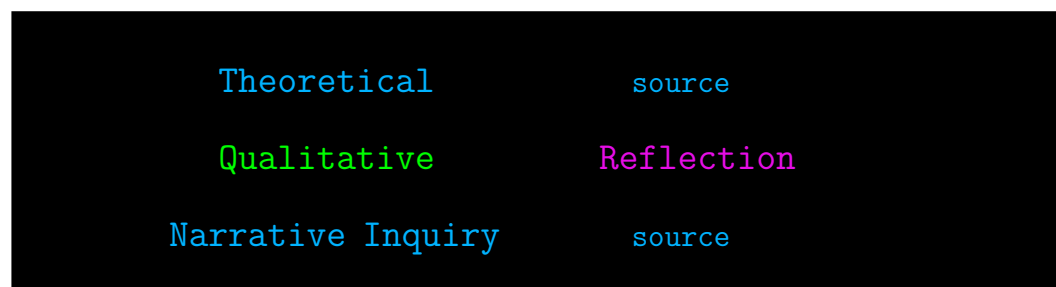 Theoretical source
Qualitative Reflection
Narrative Inquiry source